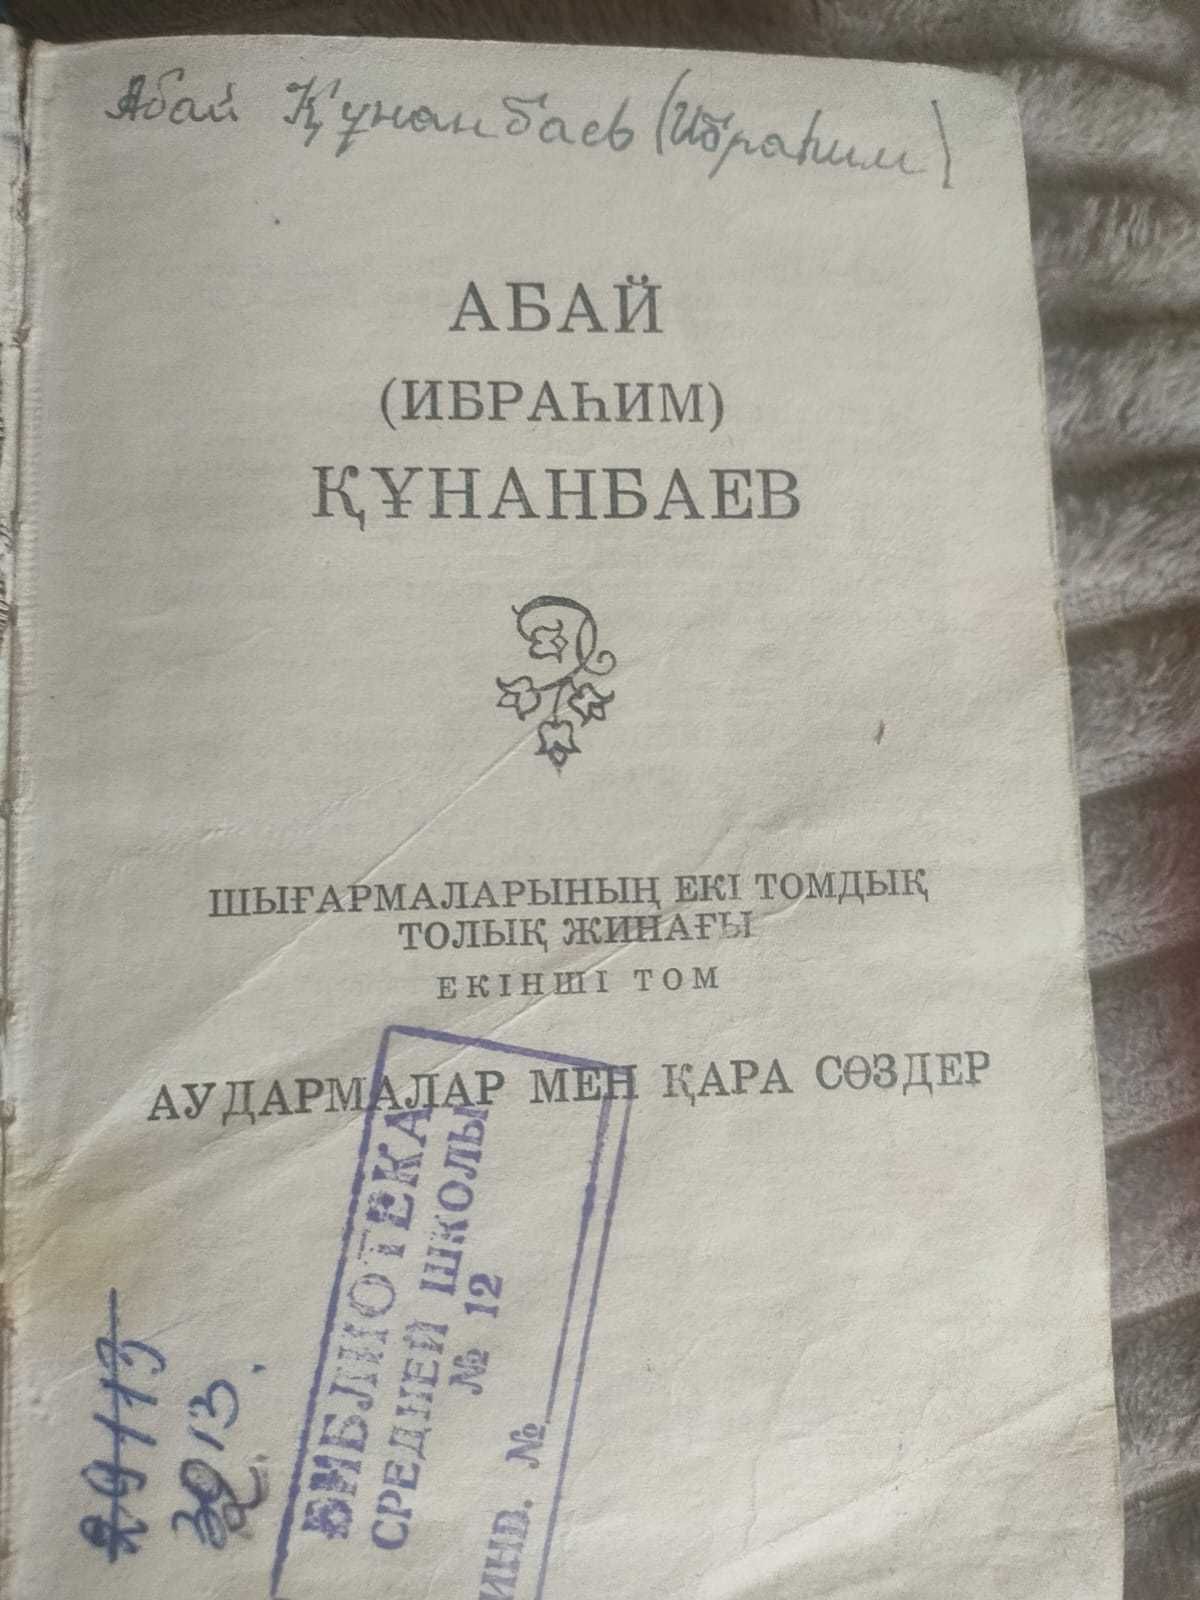 Абай Құнанбаев (Ибраһим)
АБАЙ
(ИБРАҺИМ)
ҚҰНАНБАЕВ
ШЫҒАРМАЛАРЫНЫҢ ЕКІ ТОМДЫҚ
ТОЛЫҚ ЖИНАҒЫ
ЕКІНШІ ТОМ
АУДАРМАЛАР МЕН ҚАРА СӨЗДЕР
БИБЛИОТЕКА
СРЕДНЕЙ ШКОЛЫ
№ 12
ИНВ. №